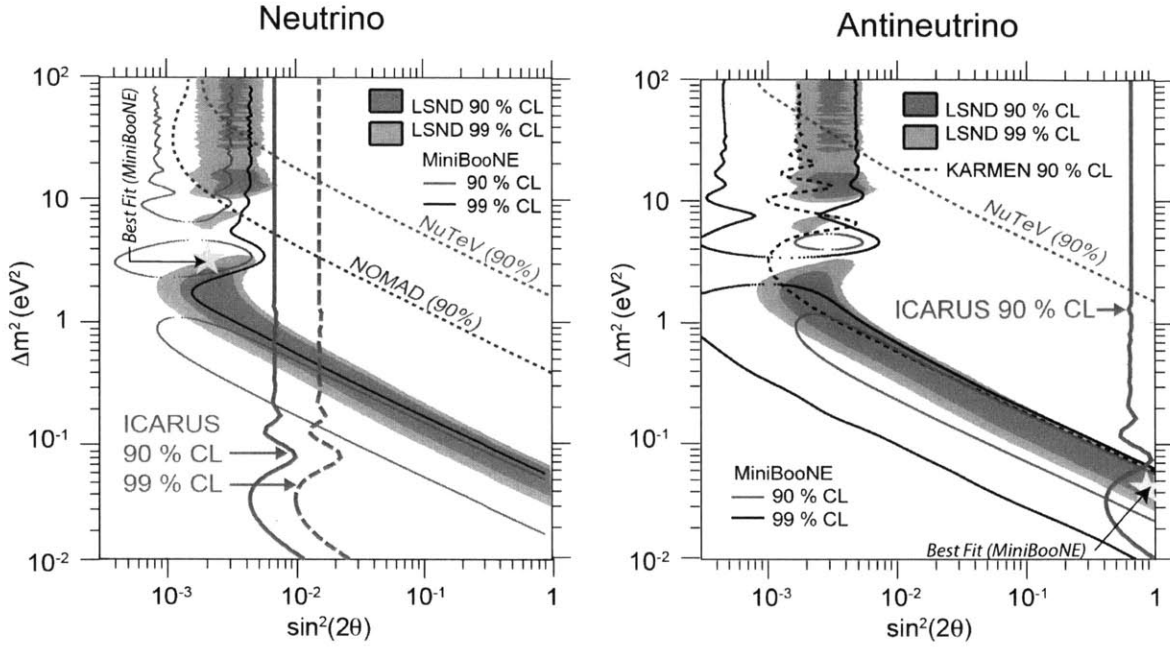 Neutrino
10²
10
1
10⁻¹
10⁻²
Δm² (eV²)
10⁻³
10⁻²
10⁻¹
1
sin²(2θ)
LSND 90 % CL
LSND 99 % CL
MiniBooNE
90 % CL
99 % CL
Best Fit (MiniBooNE)
NuTeV (90%)
NOMAD (90%)
ICARUS
90 % CL
99 % CL
Antineutrino
10²
10
1
10⁻¹
10⁻²
Δm² (eV²)
10⁻³
10⁻²
10⁻¹
1
sin²(2θ)
LSND 90 % CL
LSND 99 % CL
KARMEN 90 % CL
NuTeV (90%)
ICARUS 90 % CL
MiniBooNE
90 % CL
99 % CL
Best Fit (MiniBooNE)